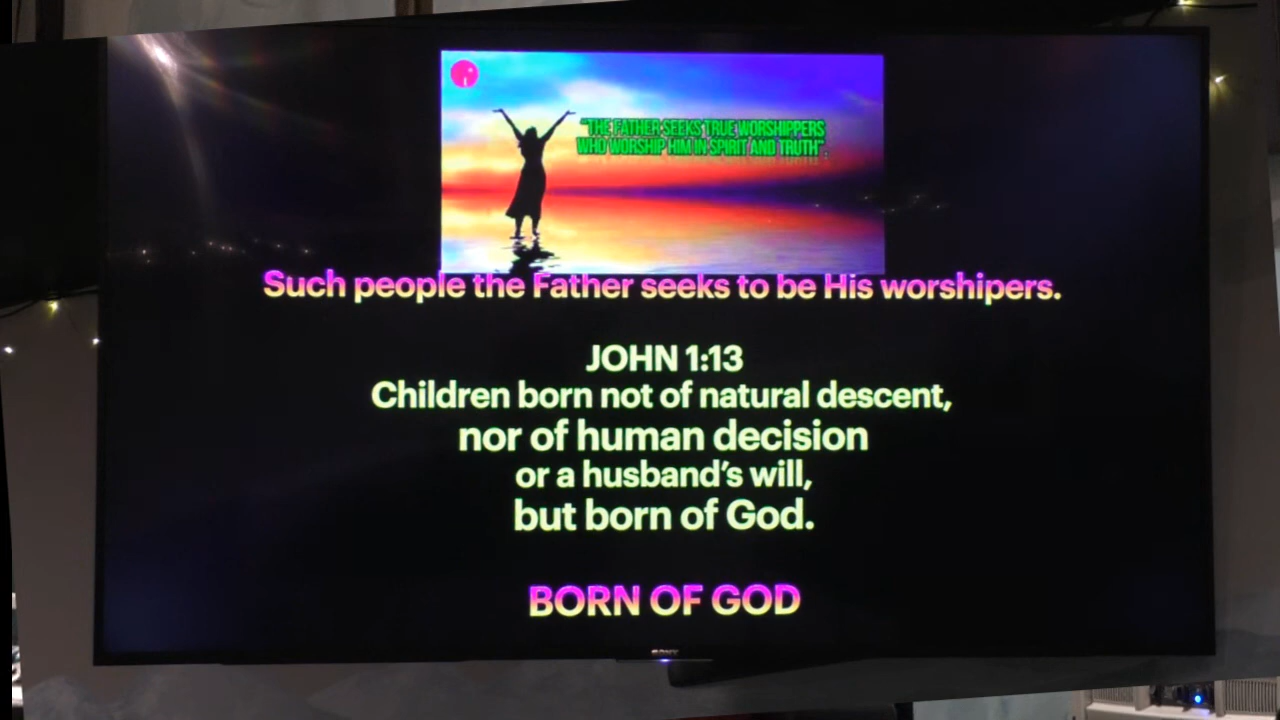 "THE FATHER SEEKS TRUE WORSHIPPERS
WHO WORSHIP HIM IN SPIRIT AND TRUTH".
Such people the Father seeks to be His worshipers.
JOHN 1:13
Children born not of natural descent,
nor of human decision
or a husband's will,
but born of God.
BORN OF GOD
SONY